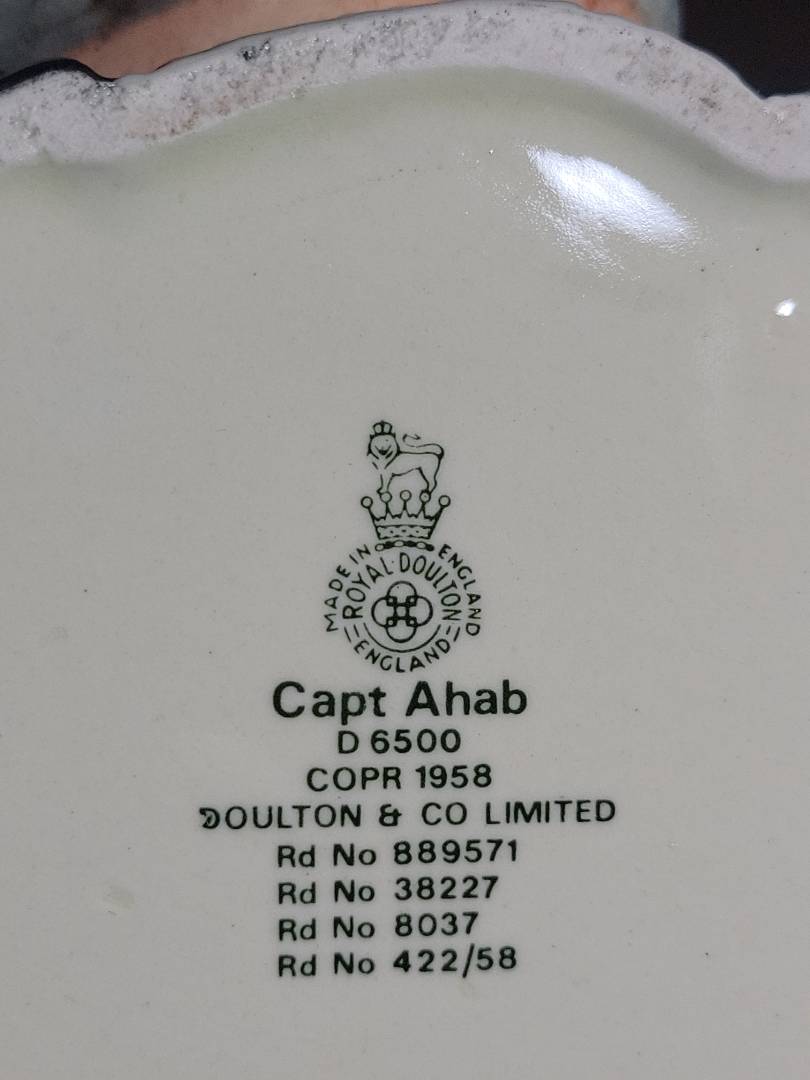 MADE IN ENGLAND
ROYAL·DOULTON
ENGLAND
Capt Ahab
D 6500
COPR 1958
DOULTON & CO LIMITED
Rd No 889571
Rd No 38227
Rd No 8037
Rd No 422/58